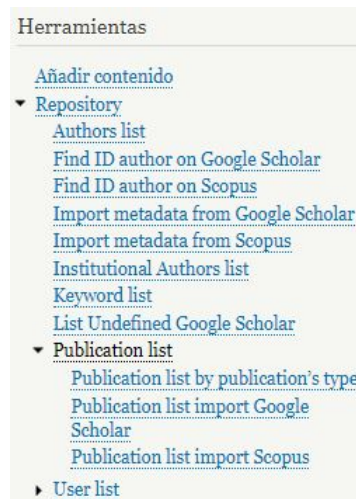 Herramientas
Añadir contenido
Repository
Authors list
Find ID author on Google Scholar
Find ID author on Scopus
Import metadata from Google Scholar
Import metadata from Scopus
Institutional Authors list
Keyword list
List Undefined Google Scholar
Publication list
Publication list by publication's type
Publication list import Google
Scholar
Publication list import Scopus
User list